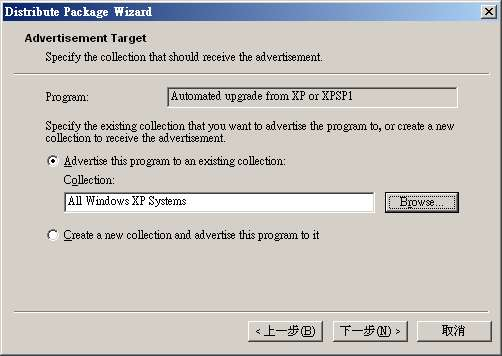 Distribute Package Wizard
Advertisement Target
Specify the collection that should receive the advertisement.
Program:
Automated upgrade from XP or XPSP1
Specify the existing collection that you want to advertise the program to, or create a new
collection to receive the advertisement.
Advertise this program to an existing collection:
Collection:
All Windows XP Systems
Browse...
Create a new collection and advertise this program to it
< 上一步(B)
下一步(N) >
取消